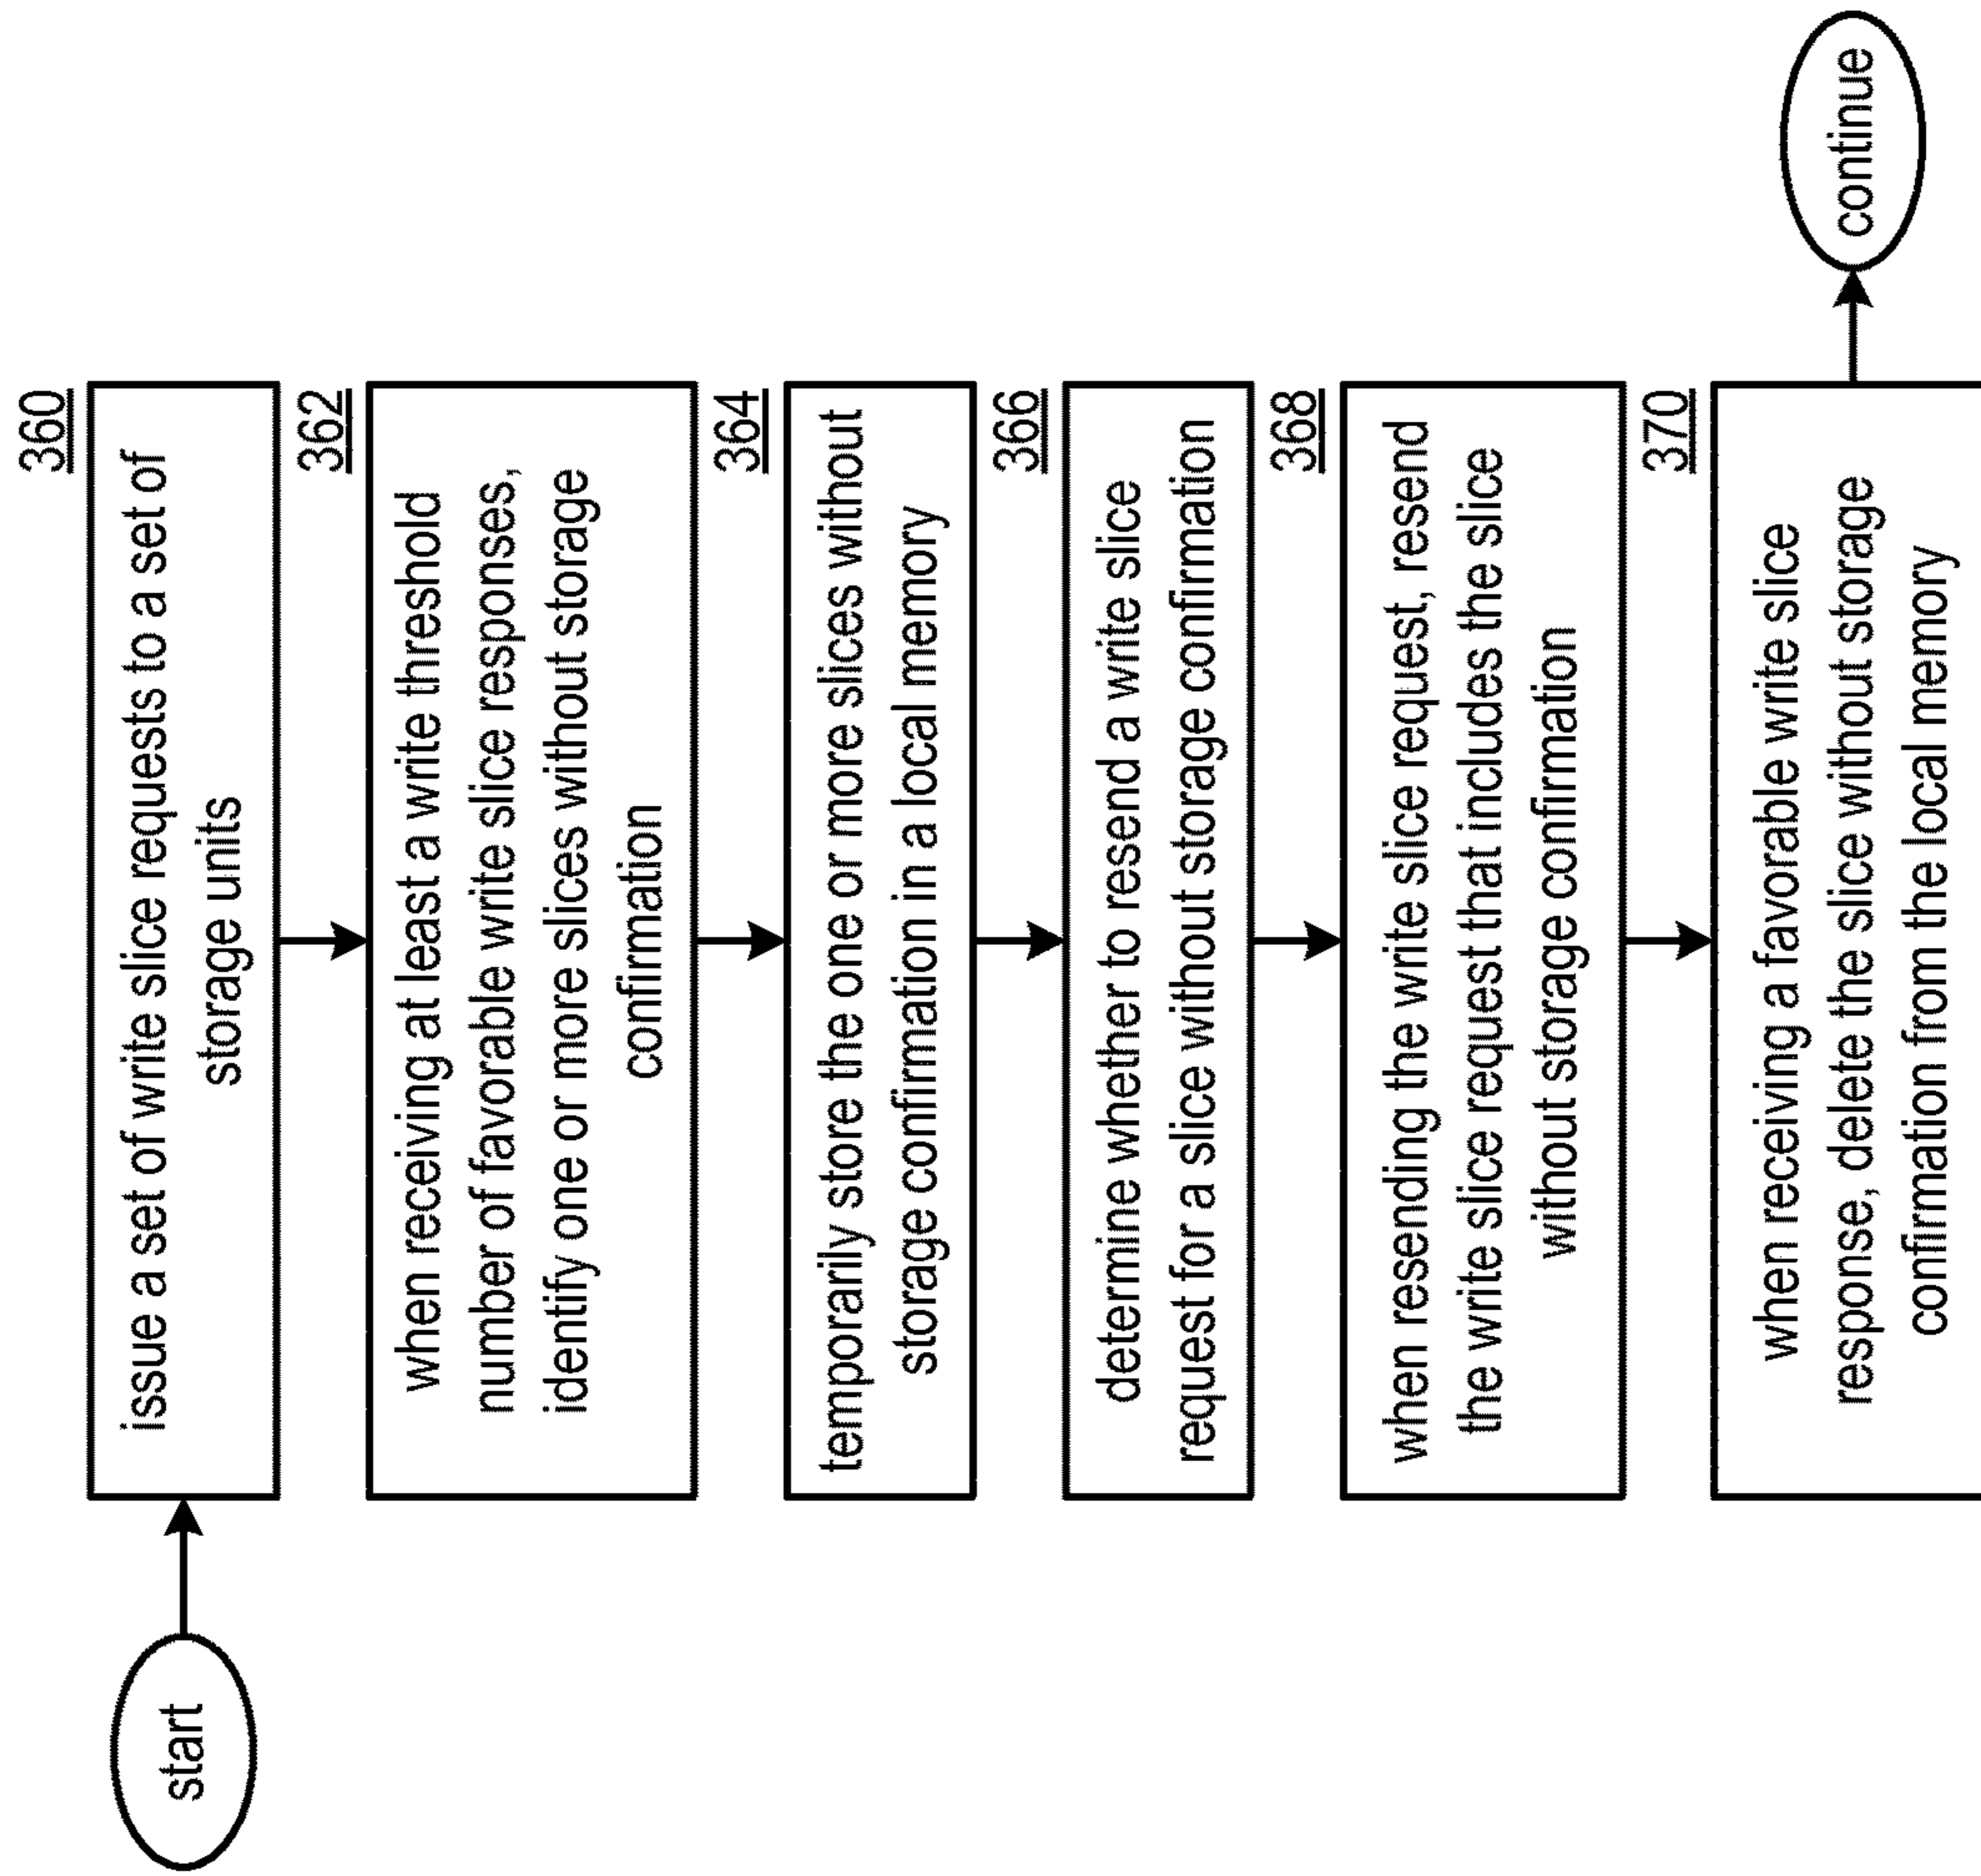 start
360
issue a set of write slice requests to a set of
storage units
362
when receiving at least a write threshold
number of favorable write slice responses,
identify one or more slices without storage
confirmation
364
temporarily store the one or more slices without
storage confirmation in a local memory
366
determine whether to resend a write slice
request for a slice without storage confirmation
368
when resending the write slice request, resend
the write slice request that includes the slice
without storage confirmation
370
when receiving a favorable write slice
response, delete the slice without storage
confirmation from the local memory
continue